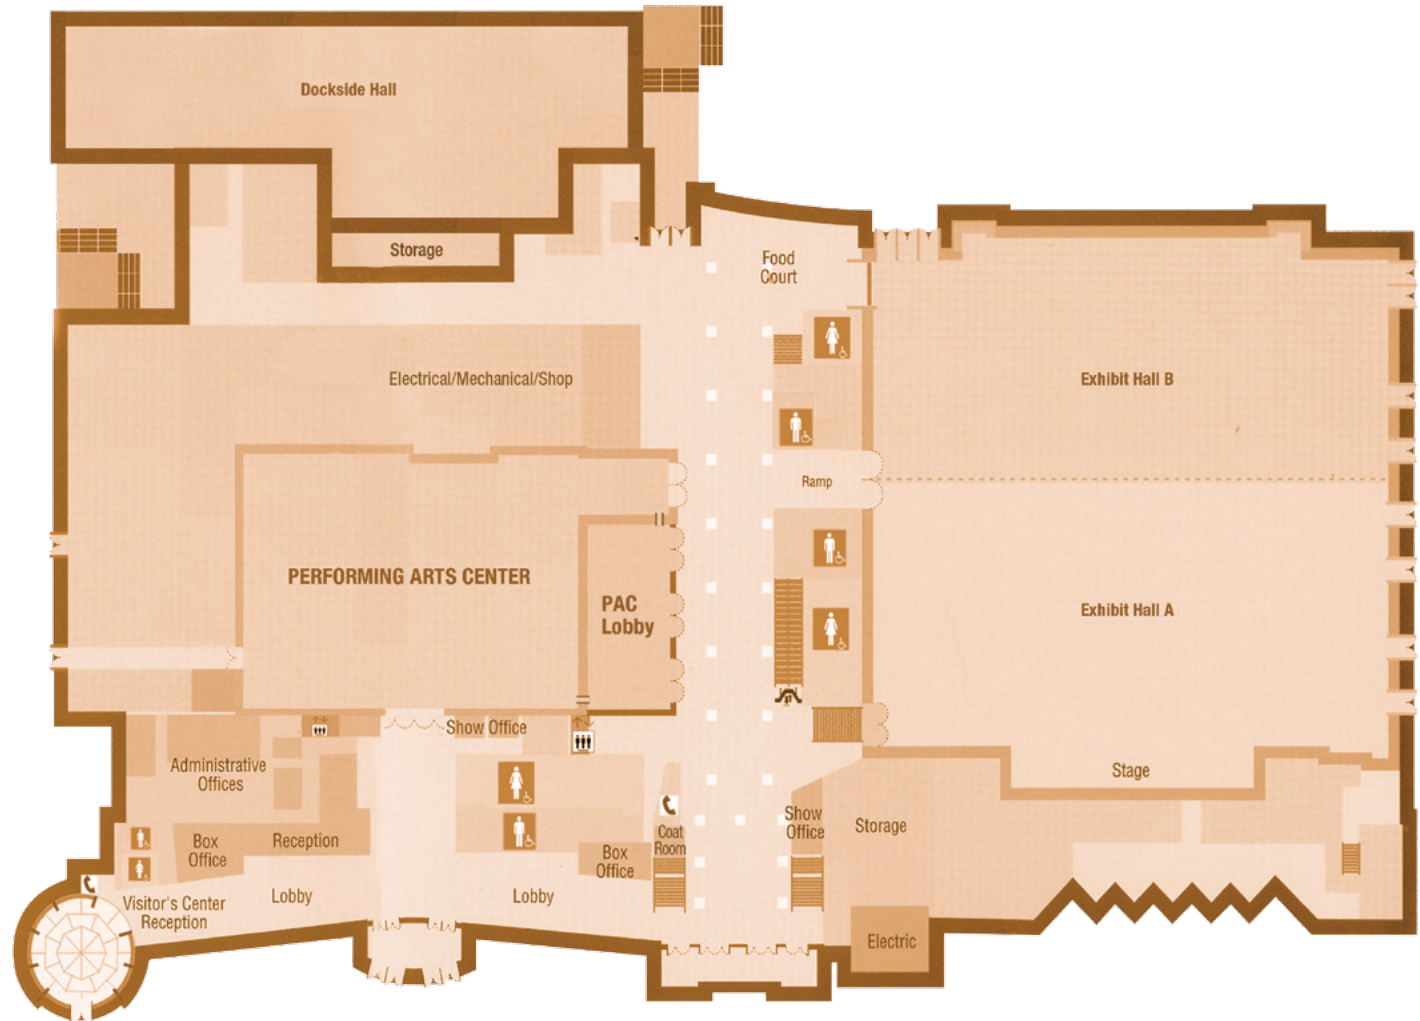 Dockside Hall
Storage
Food
Court
Electrical/Mechanical/Shop
Exhibit Hall B
Ramp
PERFORMING ARTS CENTER
PAC
Lobby
Exhibit Hall A
Show Office
Administrative
Offices
Stage
Show
Office
Storage
Coat
Room
Box
Office
Reception
Box
Office
Lobby
Lobby
Visitor's Center
Reception
Electric